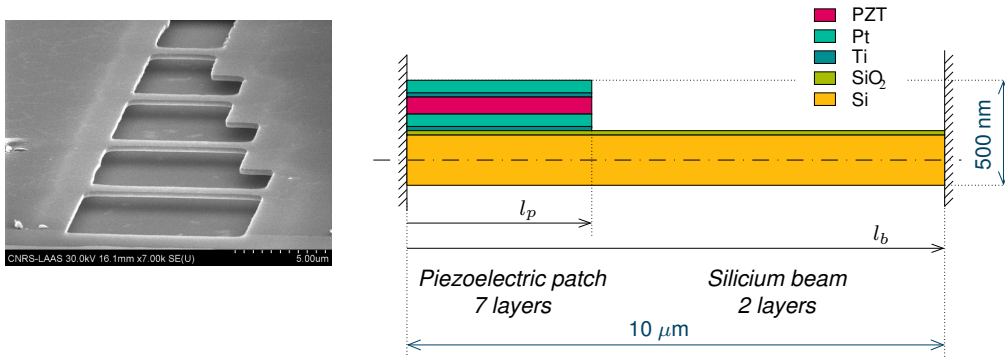 CNRS-LAAS 30.0kV 16.1mm x7.00k SE(U)
5.00um
PZT
Pt
Ti
SiO2
Si
500 nm
lp
lb
Piezoelectric patch
7 layers
Silicium beam
2 layers
10 μm